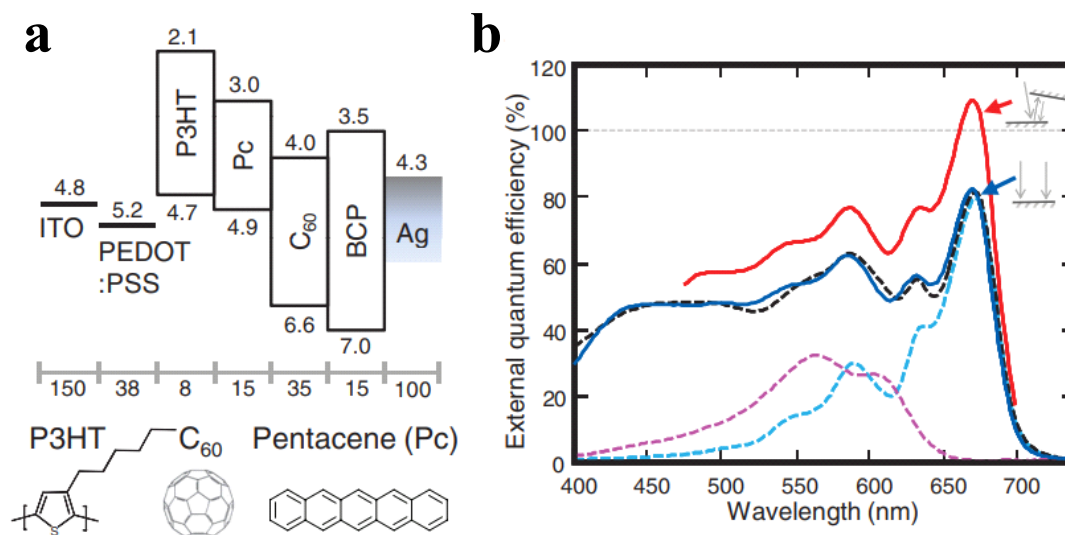 a
2.1
P3HT
3.0
Pc
4.0
C60
3.5
BCP
4.3
Ag
4.8
ITO
5.2
PEDOT
:PSS
4.7
4.9
6.6
7.0
150 38 8 15 35 15 100
P3HT C60 Pentacene (Pc)
S
b
External quantum efficiency (%)
120
100
80
60
40
20
0
400 450 500 550 600 650 700
Wavelength (nm)